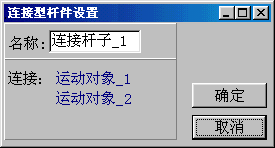 连接型杆件设置
名称: 连接杆子_1
连接: 运动对象_1
运动对象_2
确定
取消